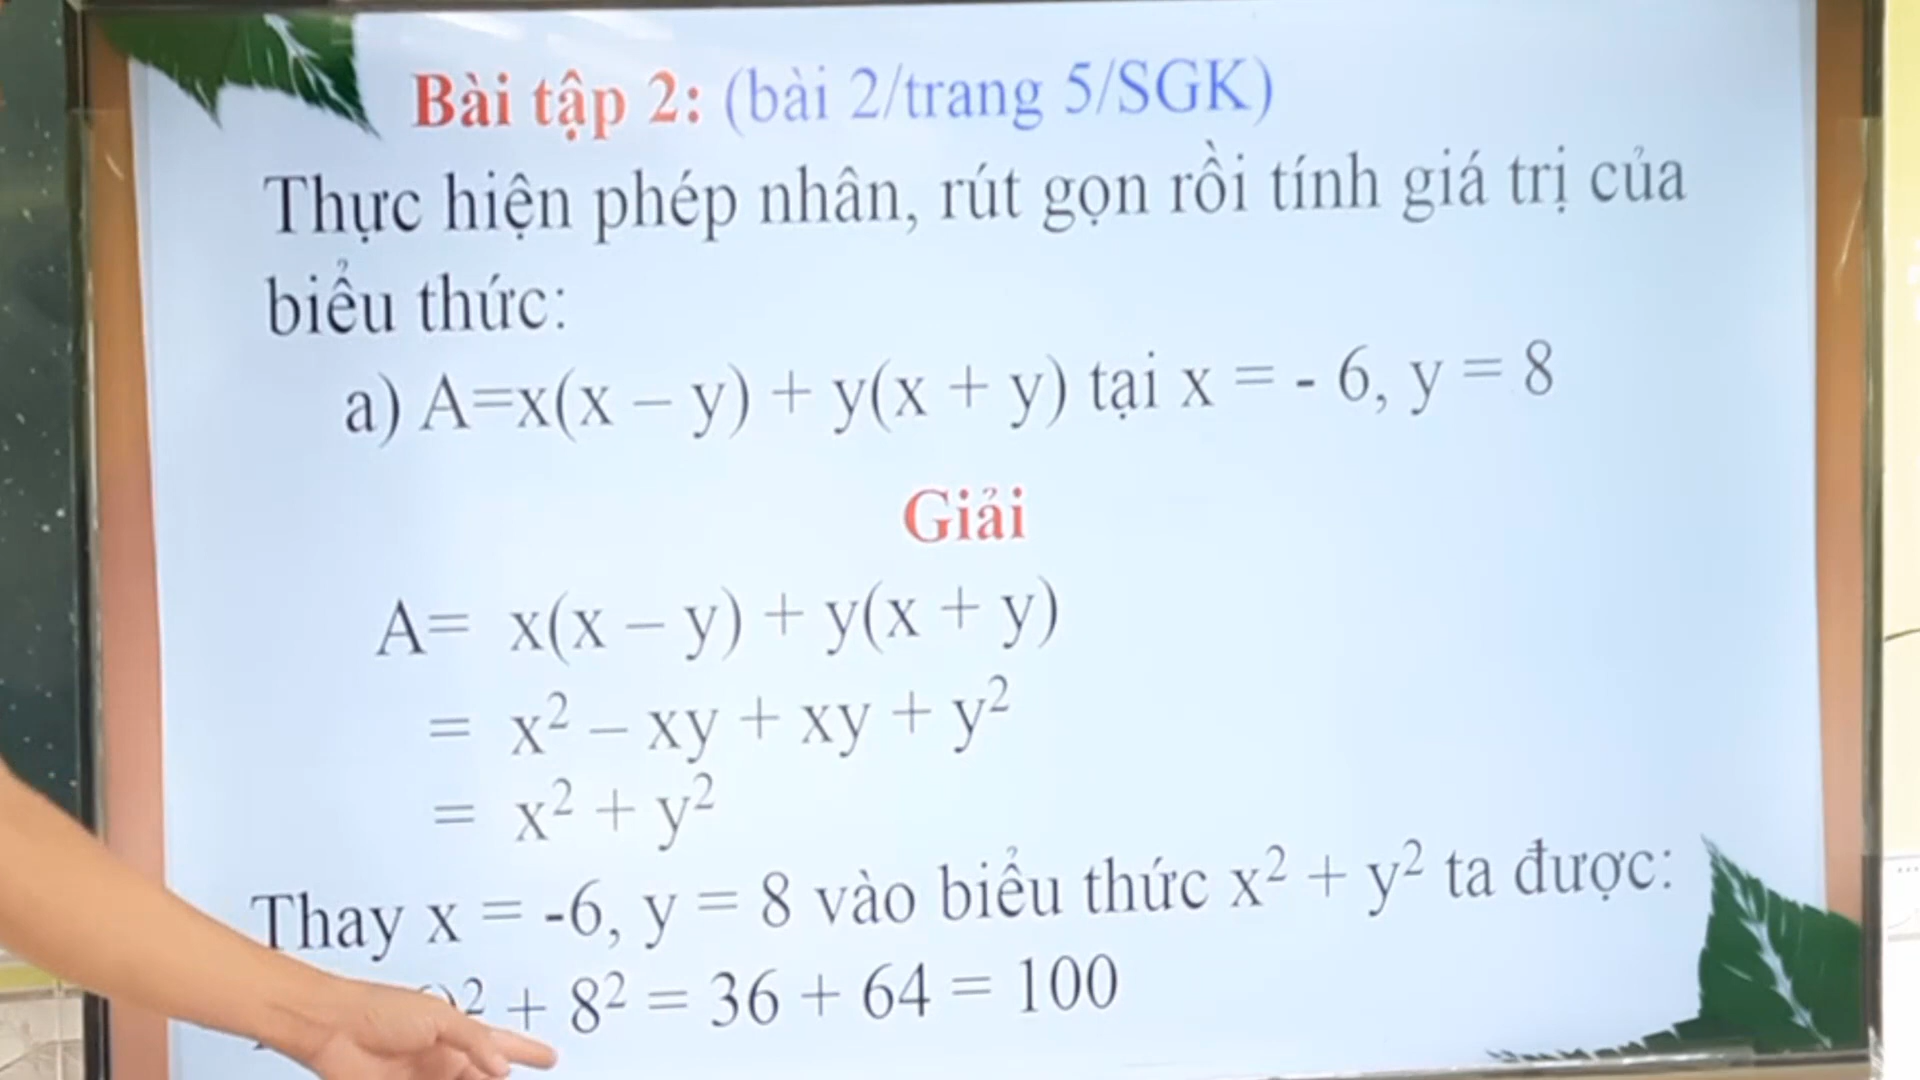 Bài tập 2: (bài 2/trang 5/SGK)
Thực hiện phép nhân, rút gọn rồi tính giá trị của
biểu thức:
a) A=x(x – y) + y(x + y) tại x = - 6, y = 8
Giải
A= x(x – y) + y(x + y)
= x² – xy + xy + y²
= x² + y²
Thay x = -6, y = 8 vào biểu thức x² + y² ta được:
)² + 8² = 36 + 64 = 100